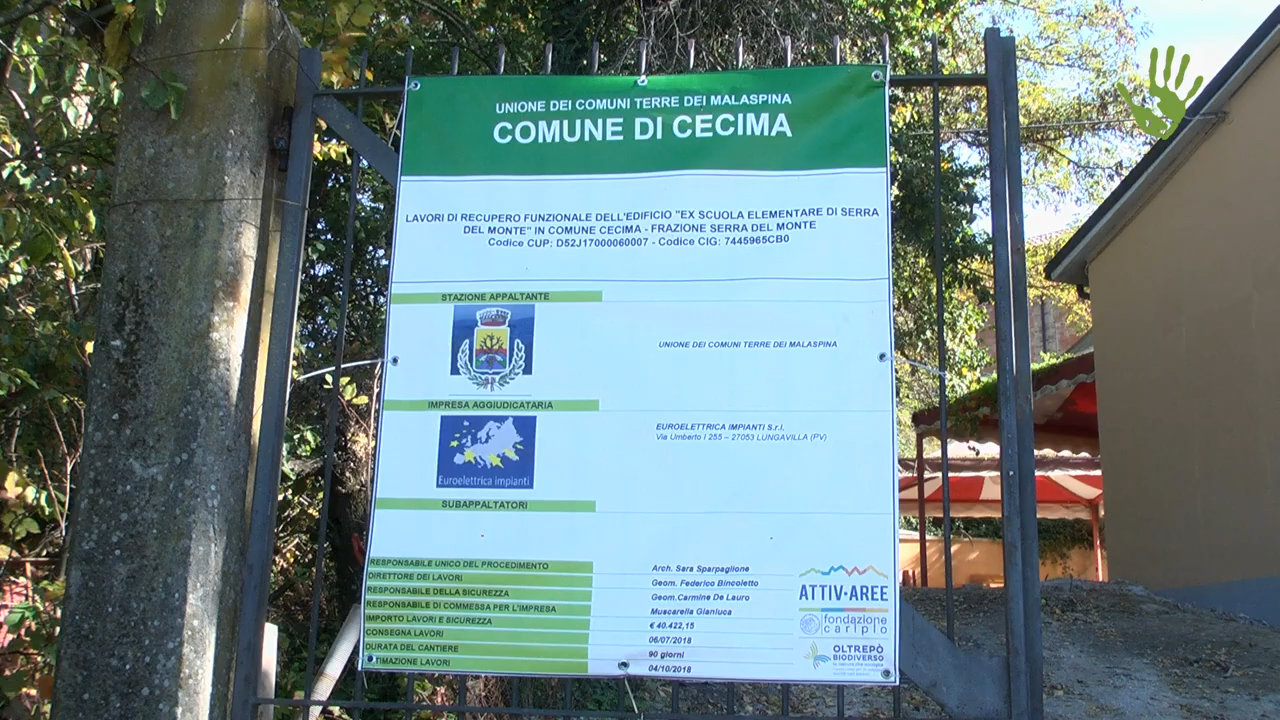 UNIONE DEI COMUNI TERRE DEI MALASPINA
COMUNE DI CECIMA
LAVORI DI RECUPERO FUNZIONALE DELL'EDIFICIO "EX SCUOLA ELEMENTARE DI SERRA
DEL MONTE" IN COMUNE CECIMA - FRAZIONE SERRA DEL MONTE
Codice CUP: D52J17000060007 - Codice CIG: 7445965CB0
STAZIONE APPALTANTE
UNIONE DEI COMUNI TERRE DEI MALASPINA
IMPRESA AGGIUDICATARIA
EUROELETTRICA IMPIANTI S.r.l.
Via Umberto I 255 – 27053 LUNGAVILLA (PV)
Euroelettrica impianti
SUBAPPALTATORI
RESPONSABILE UNICO DEL PROCEDIMENTO Arch. Sara Sparpaglione
DIRETTORE DEI LAVORI Geom. Federico Bincoletto
RESPONSABILE DELLA SICUREZZA Geom.Carmine De Lauro
RESPONSABILE DI COMMESSA PER L'IMPRESA Muscarella Gianluca
IMPORTO LAVORI E SICUREZZA € 40.422,15
CONSEGNA LAVORI 06/07/2018
DURATA DEL CANTIERE 90 giorni
TIMAZIONE LAVORI 04/10/2018
ATTIV·AREE
fondazione
cariplo
OLTREPÒ
BIODIVERSO